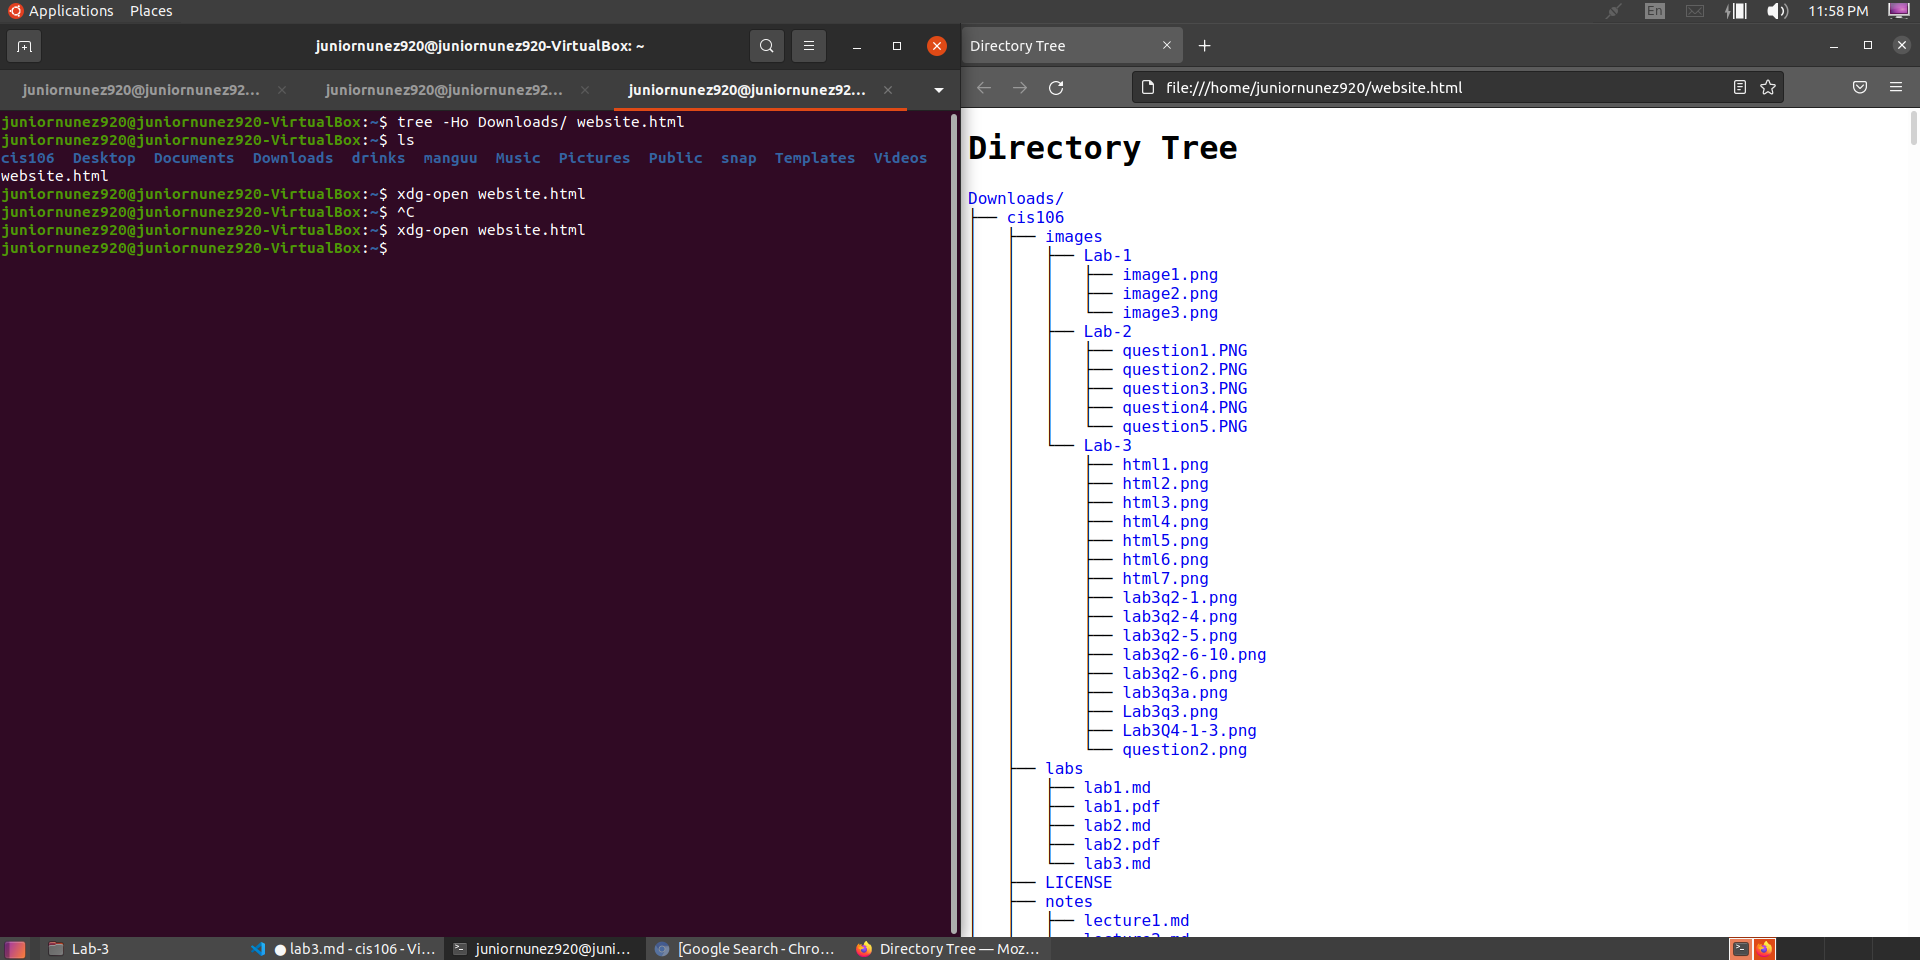 Applications Places
En
11:58 PM
juniornunez920@juniornunez920-VirtualBox: ~
juniornunez920@juniornunez92...
juniornunez920@juniornunez92...
juniornunez920@juniornunez92...
juniornunez920@juniornunez920-VirtualBox:~$ tree -Ho Downloads/ website.html
juniornunez920@juniornunez920-VirtualBox:~$ ls
cis106 Desktop Documents Downloads drinks manguu Music Pictures Public snap Templates Videos
website.html
juniornunez920@juniornunez920-VirtualBox:~$ xdg-open website.html
juniornunez920@juniornunez920-VirtualBox:~$ ^C
juniornunez920@juniornunez920-VirtualBox:~$ xdg-open website.html
juniornunez920@juniornunez920-VirtualBox:~$
Directory Tree
file:///home/juniornunez920/website.html
Directory Tree
Downloads/
├── cis106
├── images
├── Lab-1
├── image1.png
├── image2.png
└── image3.png
├── Lab-2
├── question1.PNG
├── question2.PNG
├── question3.PNG
├── question4.PNG
└── question5.PNG
└── Lab-3
├── html1.png
├── html2.png
├── html3.png
├── html4.png
├── html5.png
├── html6.png
├── html7.png
├── lab3q2-1.png
├── lab3q2-4.png
├── lab3q2-5.png
├── lab3q2-6-10.png
├── lab3q2-6.png
├── lab3q3a.png
├── Lab3q3.png
├── Lab3Q4-1-3.png
└── question2.png
├── labs
├── lab1.md
├── lab1.pdf
├── lab2.md
├── lab2.pdf
└── lab3.md
├── LICENSE
├── notes
├── lecture1.md
Lab-3
● lab3.md - cis106 - Vi...
juniornunez920@juni...
[Google Search - Chro...
Directory Tree — Moz...